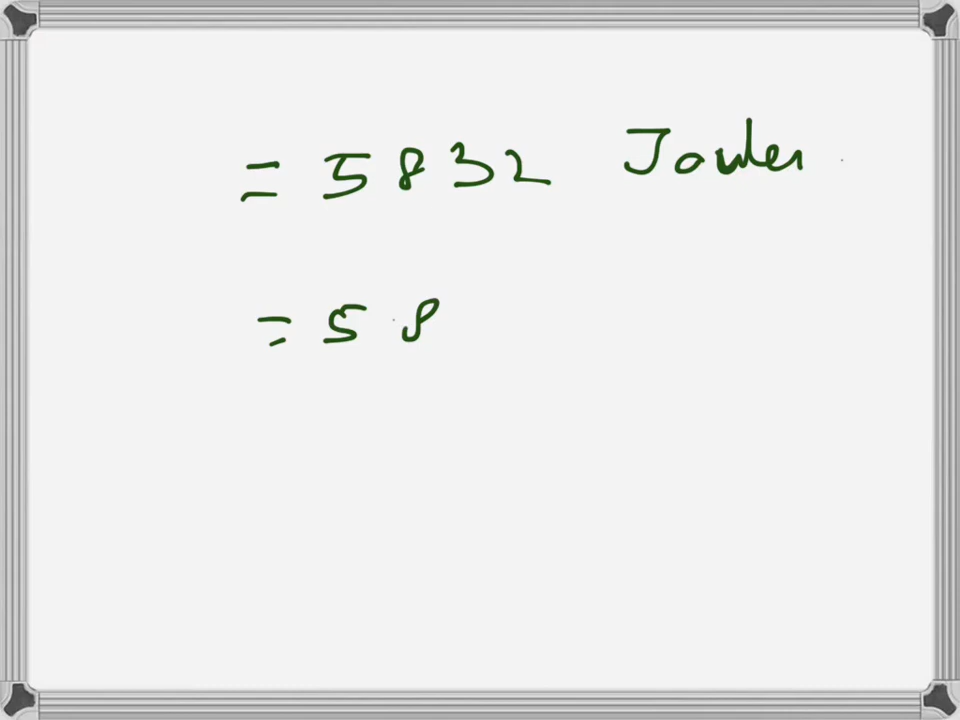 = 5832 Joules
= 58